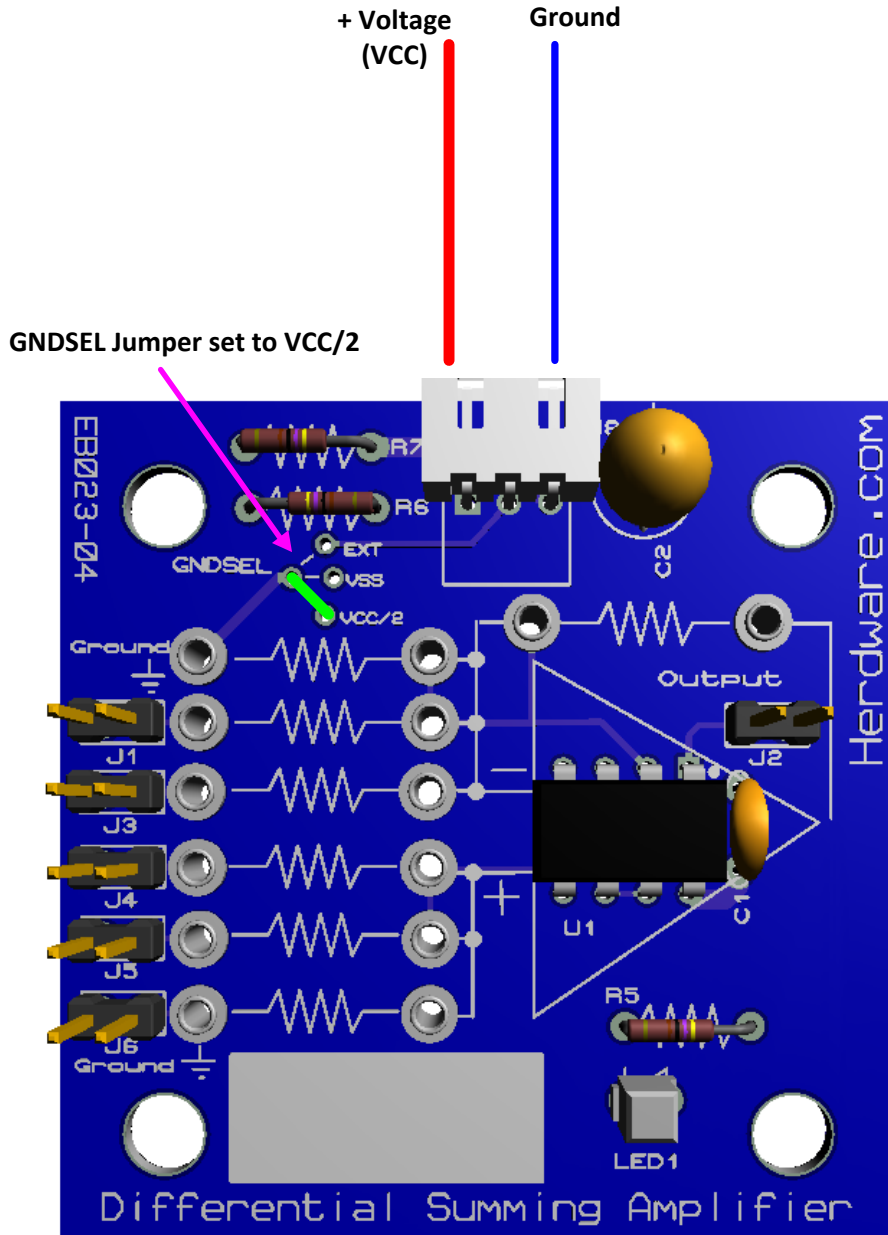 + Voltage
(VCC)
Ground
GNDSEL Jumper set to VCC/2
EB023-04
R7
R6
EXT
GNDSEL
VSS
VCC/2
C2
Herdware.com
Ground
Output
J1
J2
J3
J4
J5
J6
Ground
U1
C1
R5
LED1
Differential Summing Amplifier